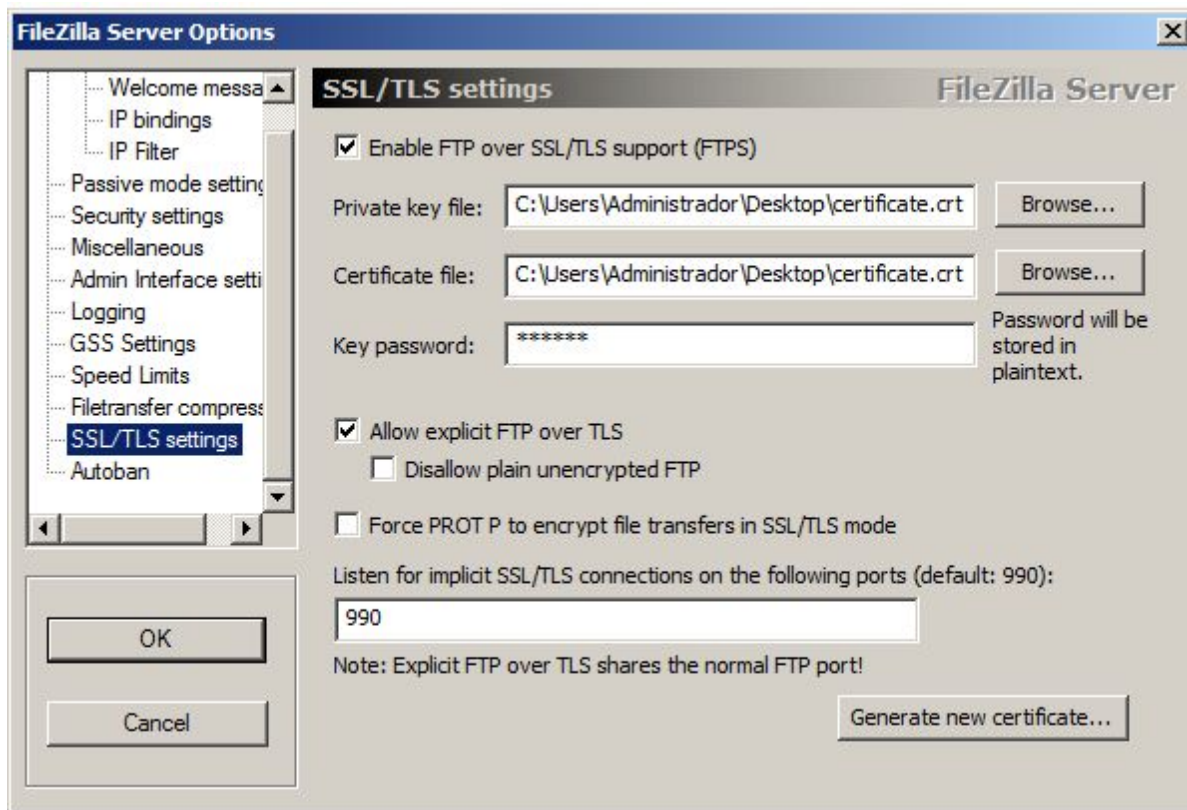 FileZilla Server Options
Welcome messa
IP bindings
IP Filter
Passive mode setting
Security settings
Miscellaneous
Admin Interface setti
Logging
GSS Settings
Speed Limits
Filetransfer compress
SSL/TLS settings
Autoban
OK
Cancel
SSL/TLS settings
FileZilla Server
Enable FTP over SSL/TLS support (FTPS)
Private key file: C:\Users\Administrador\Desktop\certificate.crt Browse...
Certificate file: C:\Users\Administrador\Desktop\certificate.crt Browse...
Key password: ******
Password will be
stored in
plaintext.
Allow explicit FTP over TLS
Disallow plain unencrypted FTP
Force PROT P to encrypt file transfers in SSL/TLS mode
Listen for implicit SSL/TLS connections on the following ports (default: 990):
990
Note: Explicit FTP over TLS shares the normal FTP port!
Generate new certificate...